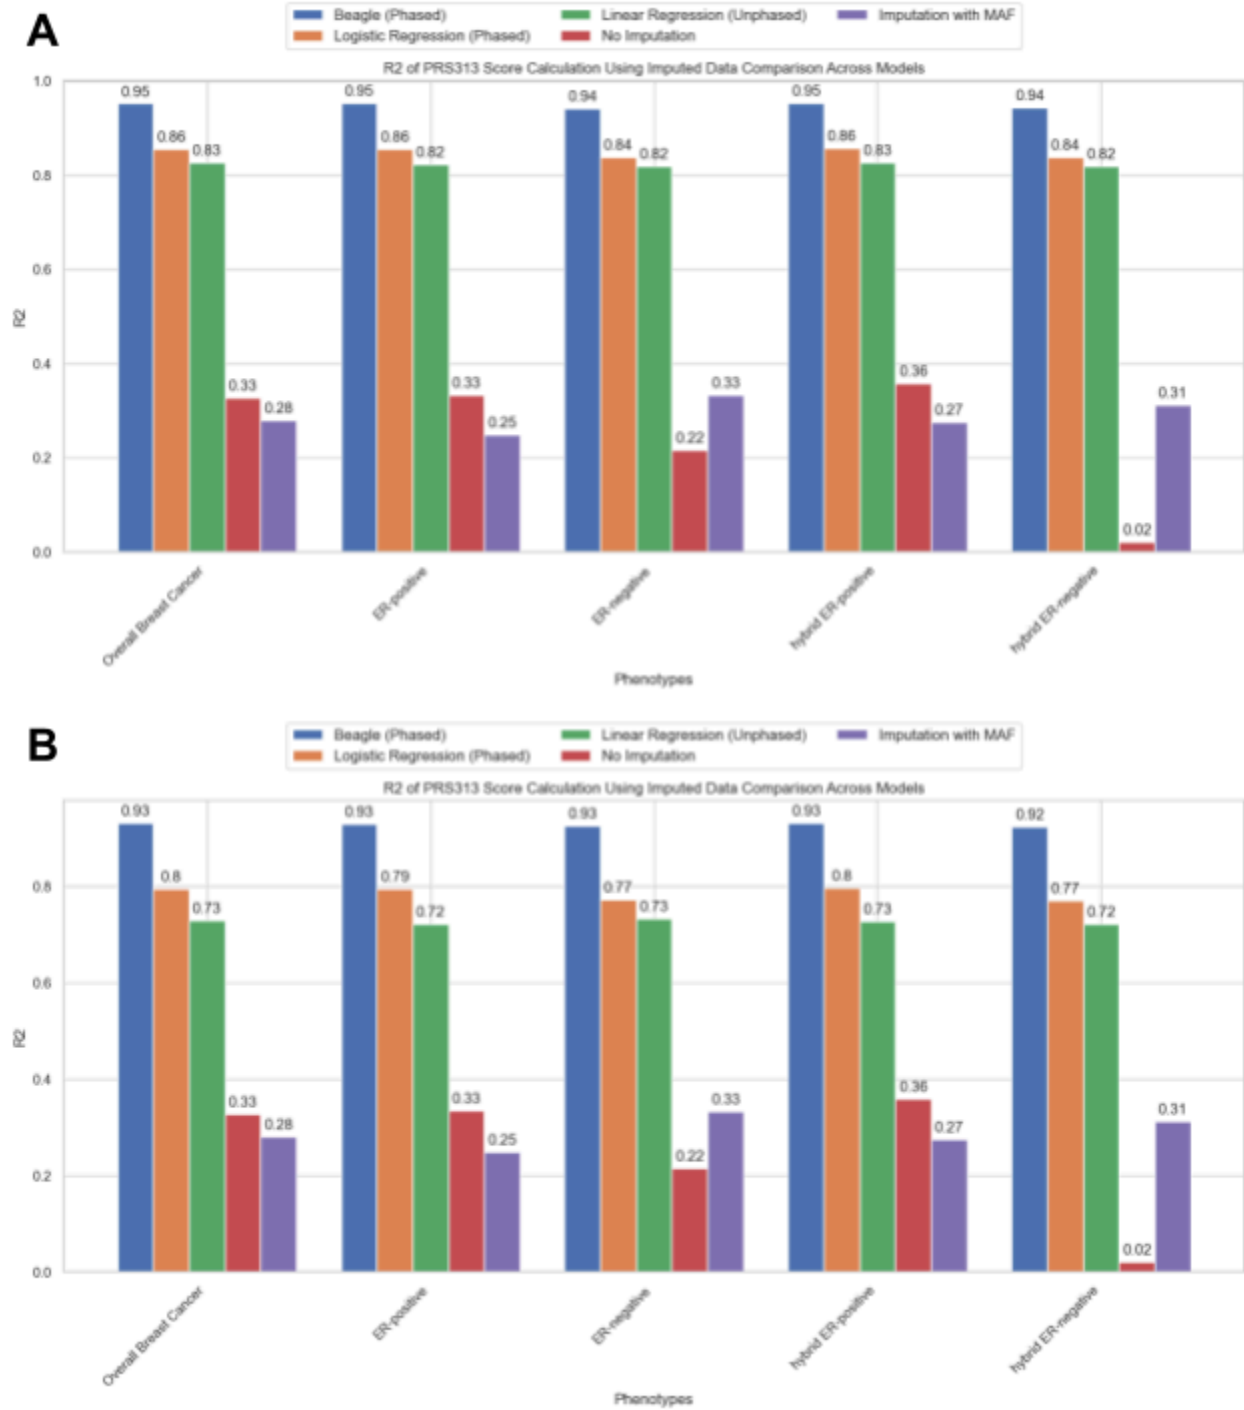 A
Beagle (Phased) Linear Regression (Unphased) Imputation with MAF
Logistic Regression (Phased) No Imputation
R2 of PRS313 Score Calculation Using Imputed Data Comparison Across Models
1.0
0.8
0.6
0.4
0.2
0.0
R2
0.95 0.86 0.83 0.33 0.28
0.95 0.86 0.82 0.33 0.25
0.94 0.84 0.82 0.22 0.33
0.95 0.86 0.83 0.36 0.27
0.94 0.84 0.82 0.02 0.31
Overall Breast Cancer
ER-positive
ER-negative
hybrid ER-positive
hybrid ER-negative
Phenotypes
B
Beagle (Phased) Linear Regression (Unphased) Imputation with MAF
Logistic Regression (Phased) No Imputation
R2 of PRS313 Score Calculation Using Imputed Data Comparison Across Models
0.8
0.6
0.4
0.2
0.0
R2
0.93 0.8 0.73 0.33 0.28
0.93 0.79 0.72 0.33 0.25
0.93 0.77 0.73 0.22 0.33
0.93 0.8 0.73 0.36 0.27
0.92 0.77 0.72 0.02 0.31
Overall Breast Cancer
ER-positive
ER-negative
hybrid ER-positive
hybrid ER-negative
Phenotypes